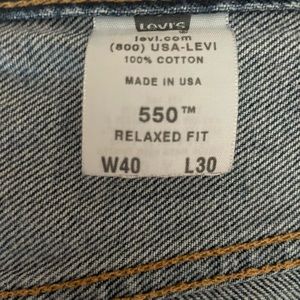 LEVI'S
levi.com
(800) USA-LEVI
100% COTTON
MADE IN USA
550™
RELAXED FIT
W40 L30